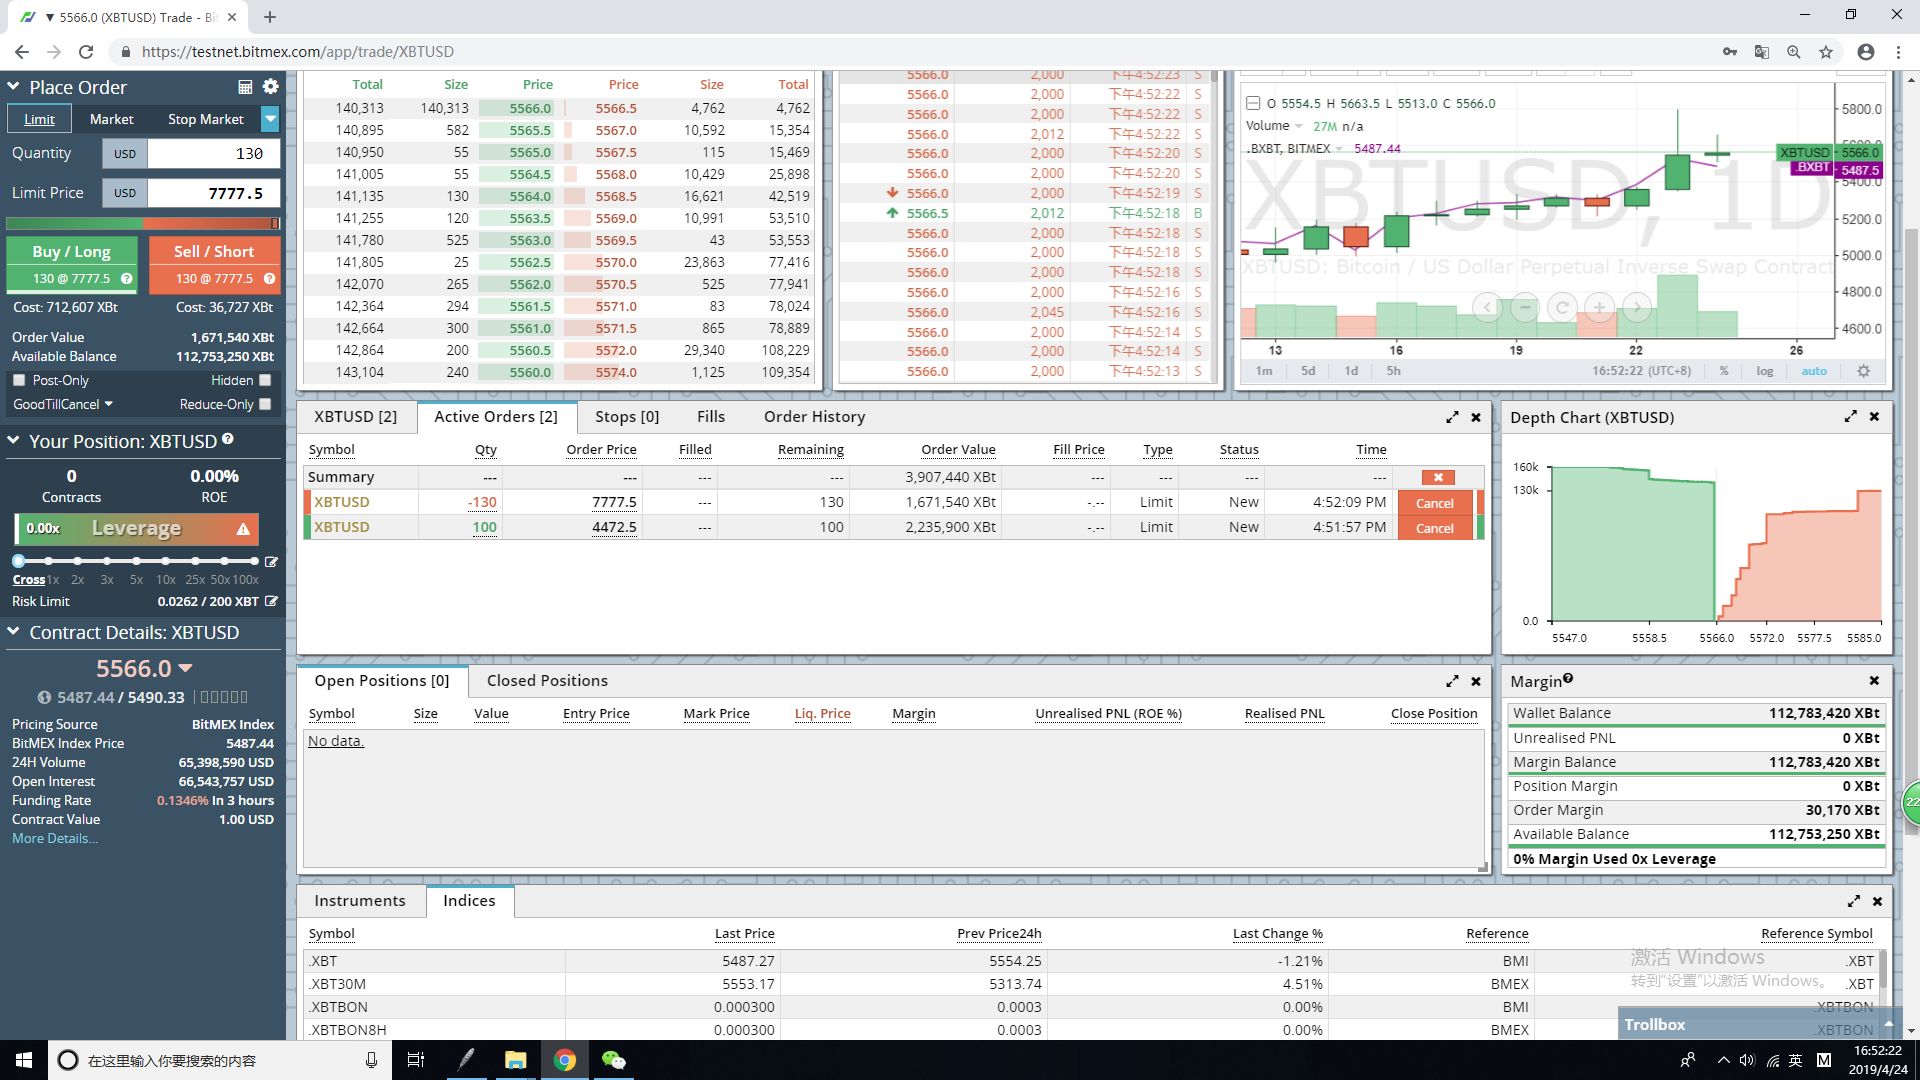 ▼ 5566.0 (XBTUSD) Trade - Bi
https://testnet.bitmex.com/app/trade/XBTUSD
Place Order
Limit Market Stop Market
Quantity USD 130
Limit Price USD 7777.5
Buy / Long 130 @ 7777.5 ?
Sell / Short 130 @ 7777.5 ?
Cost: 712,607 XBt Cost: 36,727 XBt
Order Value 1,671,540 XBt
Available Balance 112,753,250 XBt
Post-Only Hidden
GoodTillCancel Reduce-Only
Your Position: XBTUSD ?
0 0.00%
Contracts ROE
0.00x Leverage
Cross 1x 2x 3x 5x 10x 25x 50x 100x
Risk Limit 0.0262 / 200 XBT
Contract Details: XBTUSD
5566.0
5487.44 / 5490.33
Pricing Source BitMEX Index
BitMEX Index Price 5487.44
24H Volume 65,398,590 USD
Open Interest 66,543,757 USD
Funding Rate 0.1346% In 3 hours
Contract Value 1.00 USD
More Details...
Total Size Price Price Size Total
140,313 140,313 5566.0 5566.5 4,762 4,762
140,895 582 5565.5 5567.0 10,592 15,354
140,950 55 5565.0 5567.5 115 15,469
141,005 55 5564.5 5568.0 10,429 25,898
141,135 130 5564.0 5568.5 16,621 42,519
141,255 120 5563.5 5569.0 10,991 53,510
141,780 525 5563.0 5569.5 43 53,553
141,805 25 5562.5 5570.0 23,863 77,416
142,070 265 5562.0 5570.5 525 77,941
142,364 294 5561.5 5571.0 83 78,024
142,664 300 5561.0 5571.5 865 78,889
142,864 200 5560.5 5572.0 29,340 108,229
143,104 240 5560.0 5574.0 1,125 109,354
5566.0 2,000 下午4:52:23 S
5566.0 2,000 下午4:52:22 S
5566.0 2,000 下午4:52:22 S
5566.0 2,012 下午4:52:22 S
5566.0 2,000 下午4:52:20 S
5566.0 2,000 下午4:52:20 S
5566.0 2,000 下午4:52:19 S
5566.5 2,012 下午4:52:18 B
5566.0 2,000 下午4:52:18 S
5566.0 2,000 下午4:52:18 S
5566.0 2,000 下午4:52:18 S
5566.0 2,000 下午4:52:16 S
5566.0 2,045 下午4:52:16 S
5566.0 2,000 下午4:52:14 S
5566.0 2,000 下午4:52:14 S
5566.0 2,000 下午4:52:13 S
O 5554.5 H 5663.5 L 5513.0 C 5566.0
Volume 27M n/a
.BXBT, BITMEX 5487.44
XBTUSD, 1D
XBTUSD: Bitcoin / US Dollar Perpetual Inverse Swap Contract
5800.0
XBTUSD 5566.0
.BXBT 5487.5
5400.0
5200.0
5000.0
4800.0
4600.0
13 16 19 22 26
1m 5d 1d 5h 16:52:22 (UTC+8) % log auto
XBTUSD [2] Active Orders [2] Stops [0] Fills Order History
Symbol Qty Order Price Filled Remaining Order Value Fill Price Type Status Time
Summary --- --- --- --- 3,907,440 XBt --- --- --- ---
XBTUSD -130 7777.5 --- 130 1,671,540 XBt -.-- Limit New 4:52:09 PM Cancel
XBTUSD 100 4472.5 --- 100 2,235,900 XBt -.-- Limit New 4:51:57 PM Cancel
Depth Chart (XBTUSD)
160k
130k
0.0
5547.0 5558.5 5566.0 5572.0 5577.5 5585.0
Open Positions [0] Closed Positions
Symbol Size Value Entry Price Mark Price Liq. Price Margin Unrealised PNL (ROE %) Realised PNL Close Position
No data.
Margin ?
Wallet Balance 112,783,420 XBt
Unrealised PNL 0 XBt
Margin Balance 112,783,420 XBt
Position Margin 0 XBt
Order Margin 30,170 XBt
Available Balance 112,753,250 XBt
0% Margin Used 0x Leverage
22
Instruments Indices
Symbol Last Price Prev Price24h Last Change % Reference Reference Symbol
.XBT 5487.27 5554.25 -1.21% BMI .XBT
.XBT30M 5553.17 5313.74 4.51% BMEX .XBT
.XBTBON 0.000300 0.0003 0.00% BMI .XBTBON
.XBTBON8H 0.000300 0.0003 0.00% BMEX .XBTBON
激活 Windows
转到"设置"以激活 Windows。
Trollbox
在这里输入你要搜索的内容
英 M
16:52:22
2019/4/24